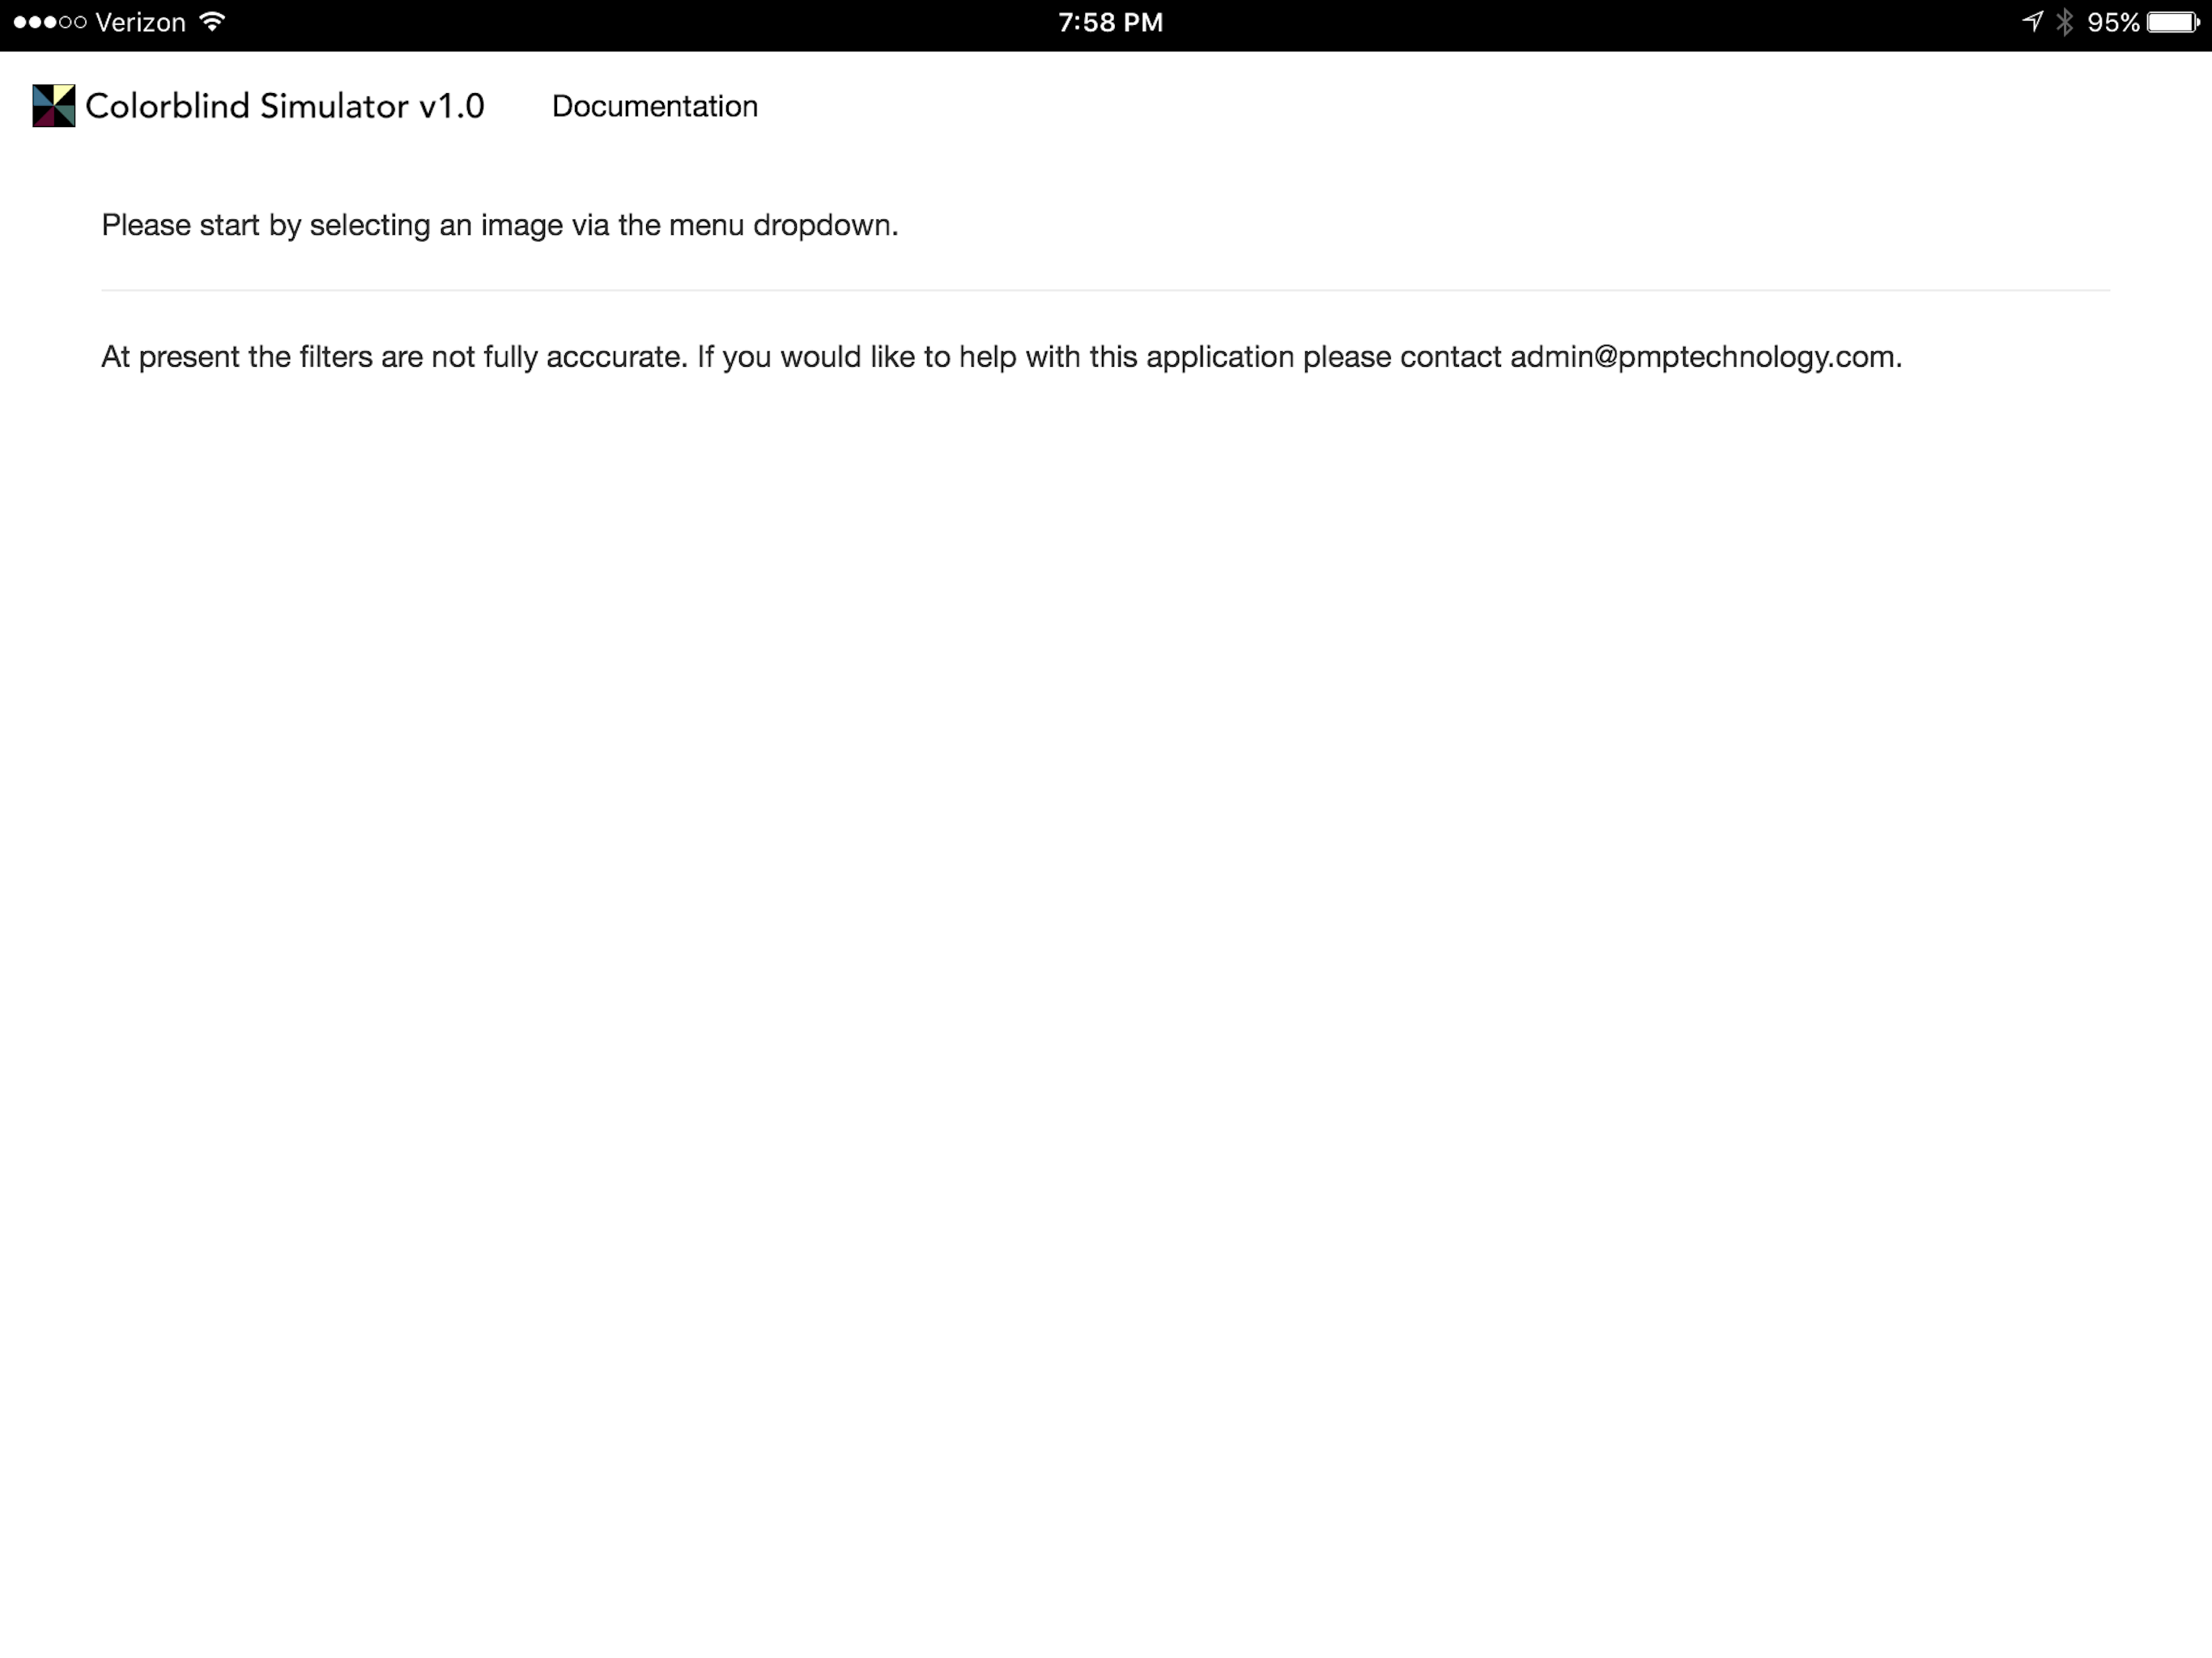 Verizon 7:58 PM 95%
Colorblind Simulator v1.0 Documentation
Please start by selecting an image via the menu dropdown.
At present the filters are not fully acccurate. If you would like to help with this application please contact admin@pmptechnology.com.